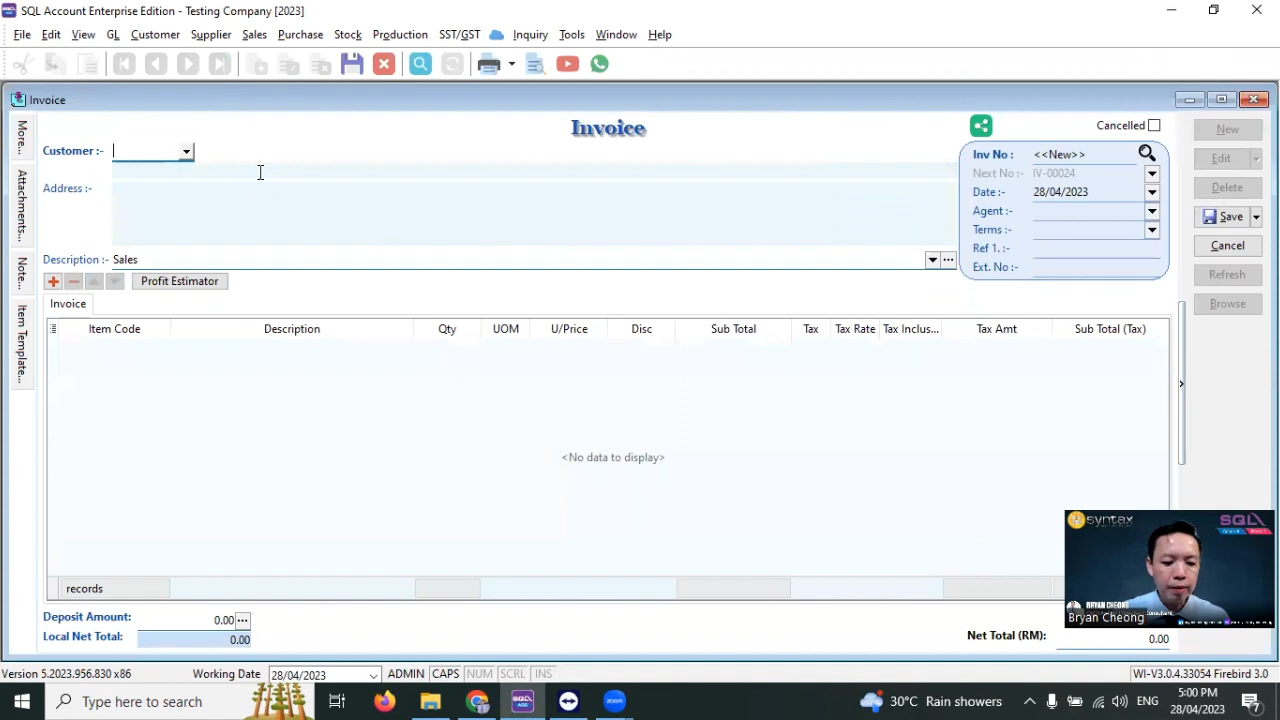 SQL Account Enterprise Edition - Testing Company [2023]
File Edit View GL Customer Supplier Sales Purchase Stock Production SST/GST Inquiry Tools Window Help
Invoice
Invoice
Cancelled
Customer :-
Address :-
Description :- Sales
Inv No : <<New>>
Next No :- IV-00024
Date :- 28/04/2023
Agent :-
Terms :-
Ref 1. :-
Ext. No :-
New
Edit
Delete
Save
Cancel
Refresh
Browse
More...
Attachments...
Note...
Item Template...
Profit Estimator
Invoice
Item Code Description Qty UOM U/Price Disc Sub Total Tax Tax Rate Tax Inclus... Tax Amt Sub Total (Tax)
<No data to display>
records
Deposit Amount: 0.00
Local Net Total: 0.00
Net Total (RM): 0.00
syntax
SQL
BRYAN CHEONG
Bryan Cheong
Version 5.2023.956.830 x86 Working Date 28/04/2023 ADMIN CAPS NUM SCRL INS WI-V3.0.4.33054 Firebird 3.0
Type here to search
30°C Rain showers
ENG
5:00 PM
28/04/2023
7